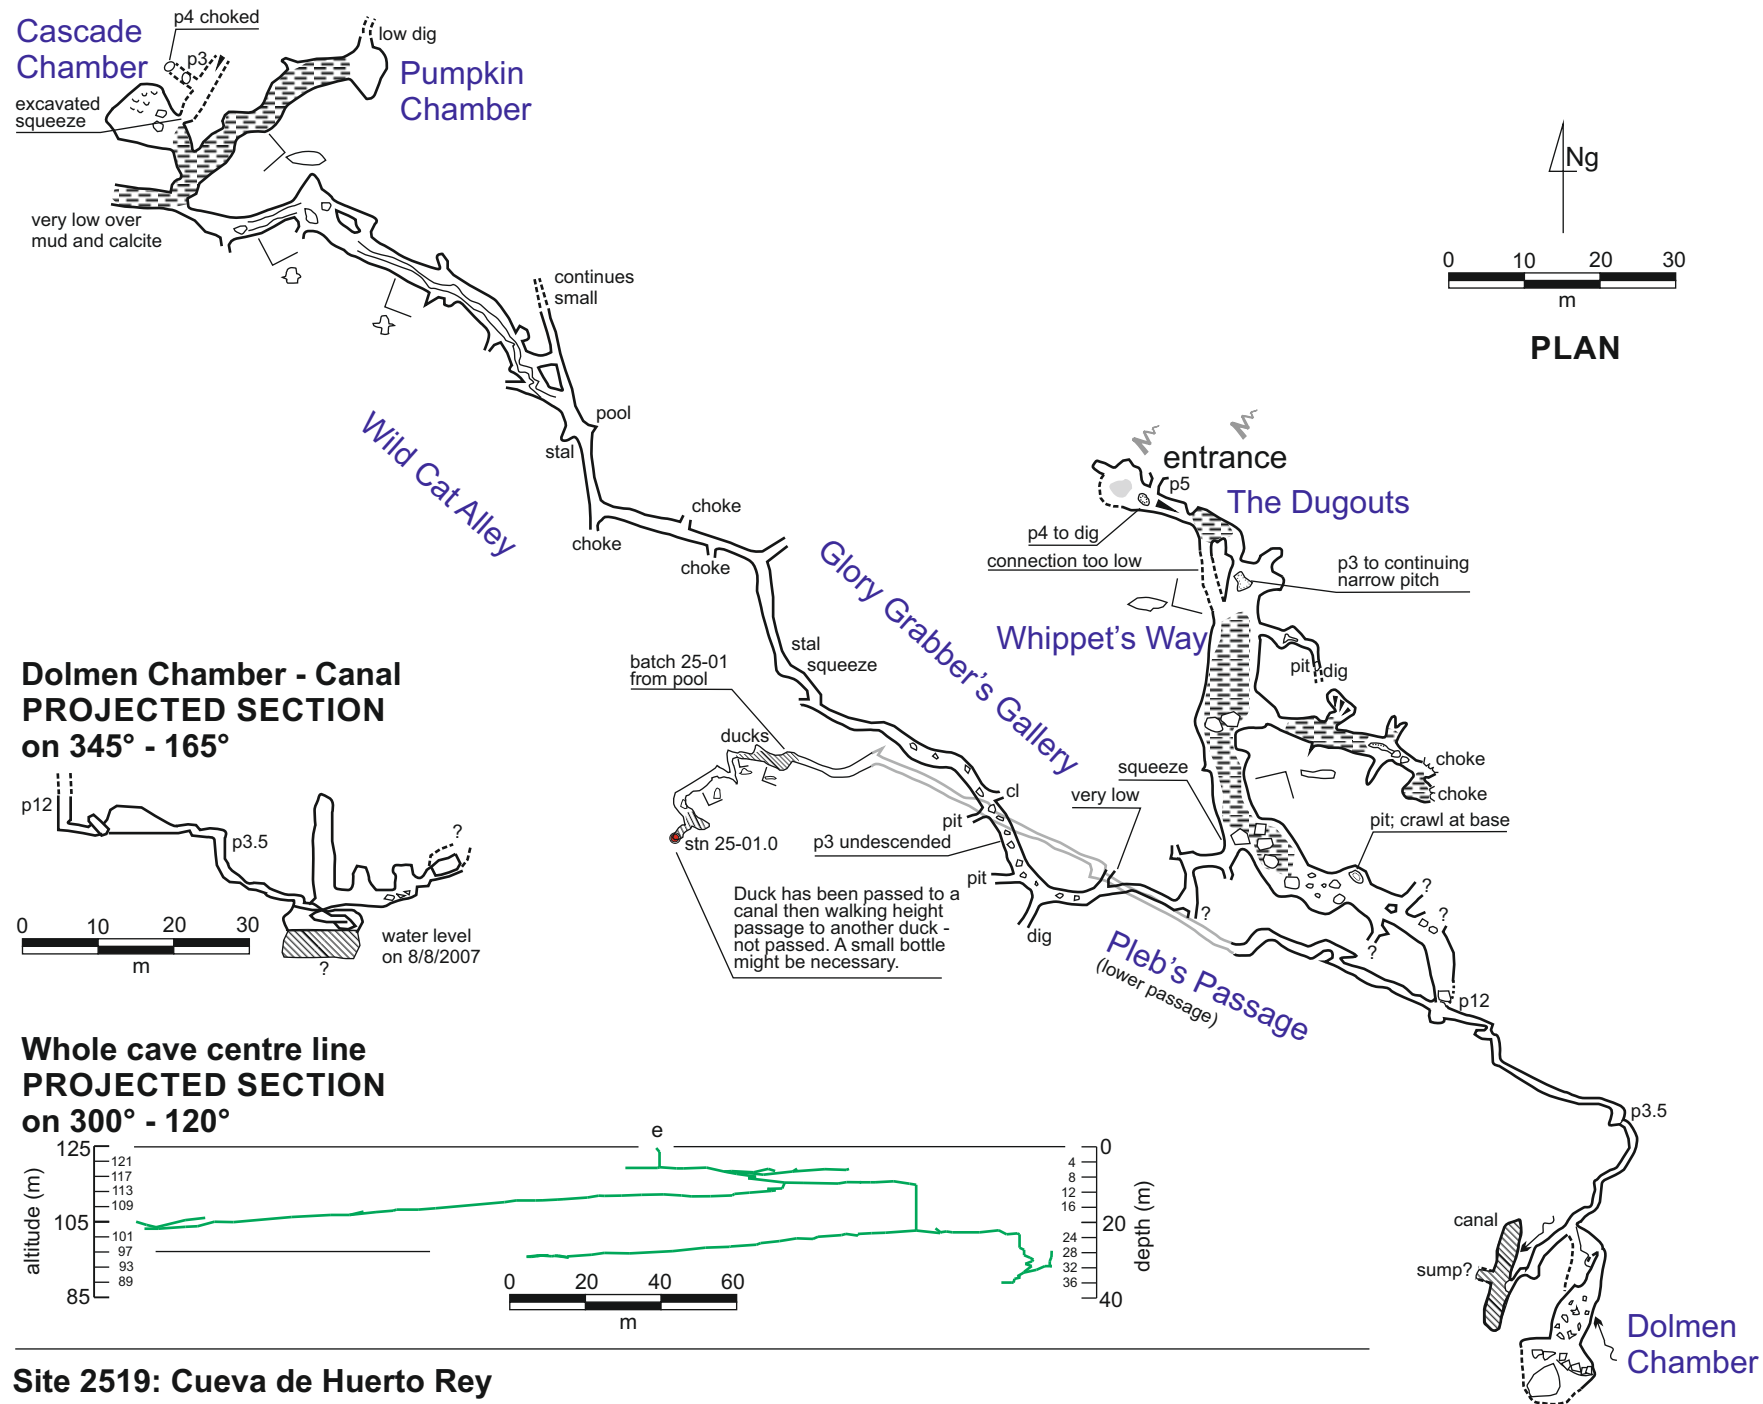 Cascade
Chamber
p4 choked
p3
excavated
squeeze
low dig
Pumpkin
Chamber
very low over
mud and calcite
Ng
0 10 20 30
m
PLAN
continues
small
pool
stal
Wild Cat Alley
choke
choke
choke
entrance
p5
The Dugouts
p4 to dig
connection too low
p3 to continuing
narrow pitch
Glory Grabber's Gallery
Whippet's Way
pit
dig
stal
squeeze
batch 25-01
from pool
ducks
squeeze
very low
choke
choke
pit; crawl at base
cl
pit
p3 undescended
stn 25-01.0
pit
dig
Duck has been passed to a
canal then walking height
passage to another duck -
not passed. A small bottle
might be necessary.
?
?
?
?
Pleb's Passage
(lower passage)
p12
p3.5
canal
sump?
Dolmen
Chamber
Dolmen Chamber - Canal
PROJECTED SECTION
on 345° - 165°
p12
p3.5
?
0 10 20 30
m
water level
on 8/8/2007
?
Whole cave centre line
PROJECTED SECTION
on 300° - 120°
e
altitude (m)
125
121
117
113
109
105
101
97
93
89
85
0
4
8
12
16
20
24
28
32
36
40
depth (m)
0 20 40 60
m
Site 2519: Cueva de Huerto Rey